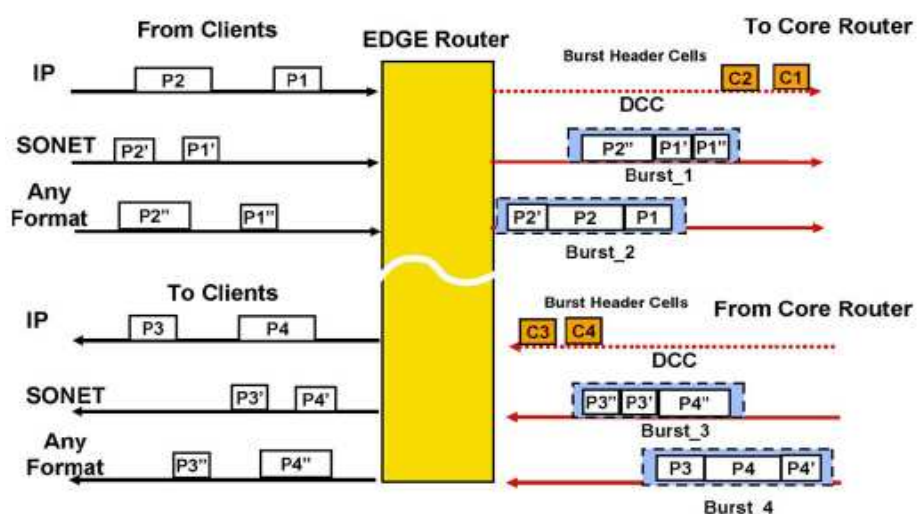 From Clients
EDGE Router
To Core Router
Burst Header Cells
IP
P2
P1
C2
C1
DCC
SONET
P2'
P1'
P2''
P1'
P1''
Burst_1
Any
Format
P2''
P1''
P2'
P2
P1
Burst_2
To Clients
Burst Header Cells
From Core Router
IP
P3
P4
C3
C4
DCC
SONET
P3'
P4'
P3''
P3'
P4''
Burst_3
Any
Format
P3''
P4''
P3
P4
P4'
Burst_4